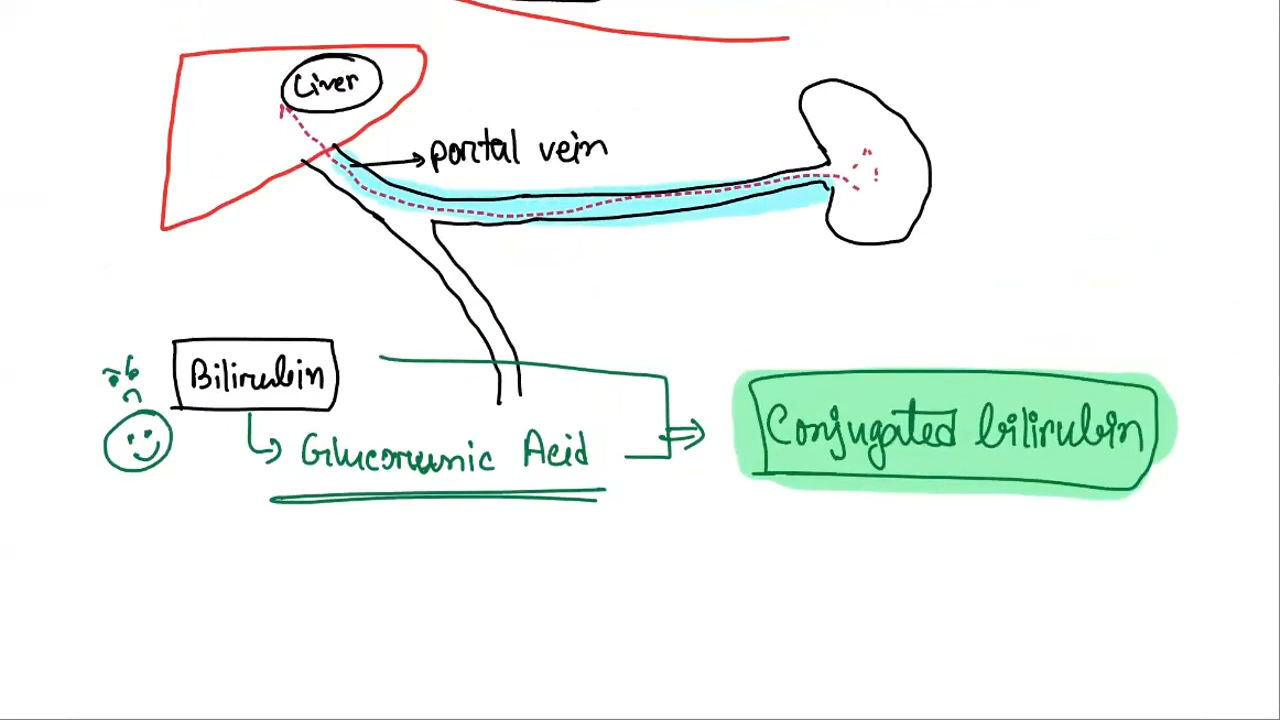 Liver
portal vein
Bilirubin
Glucoronic Acid
Conjugated bilirubin